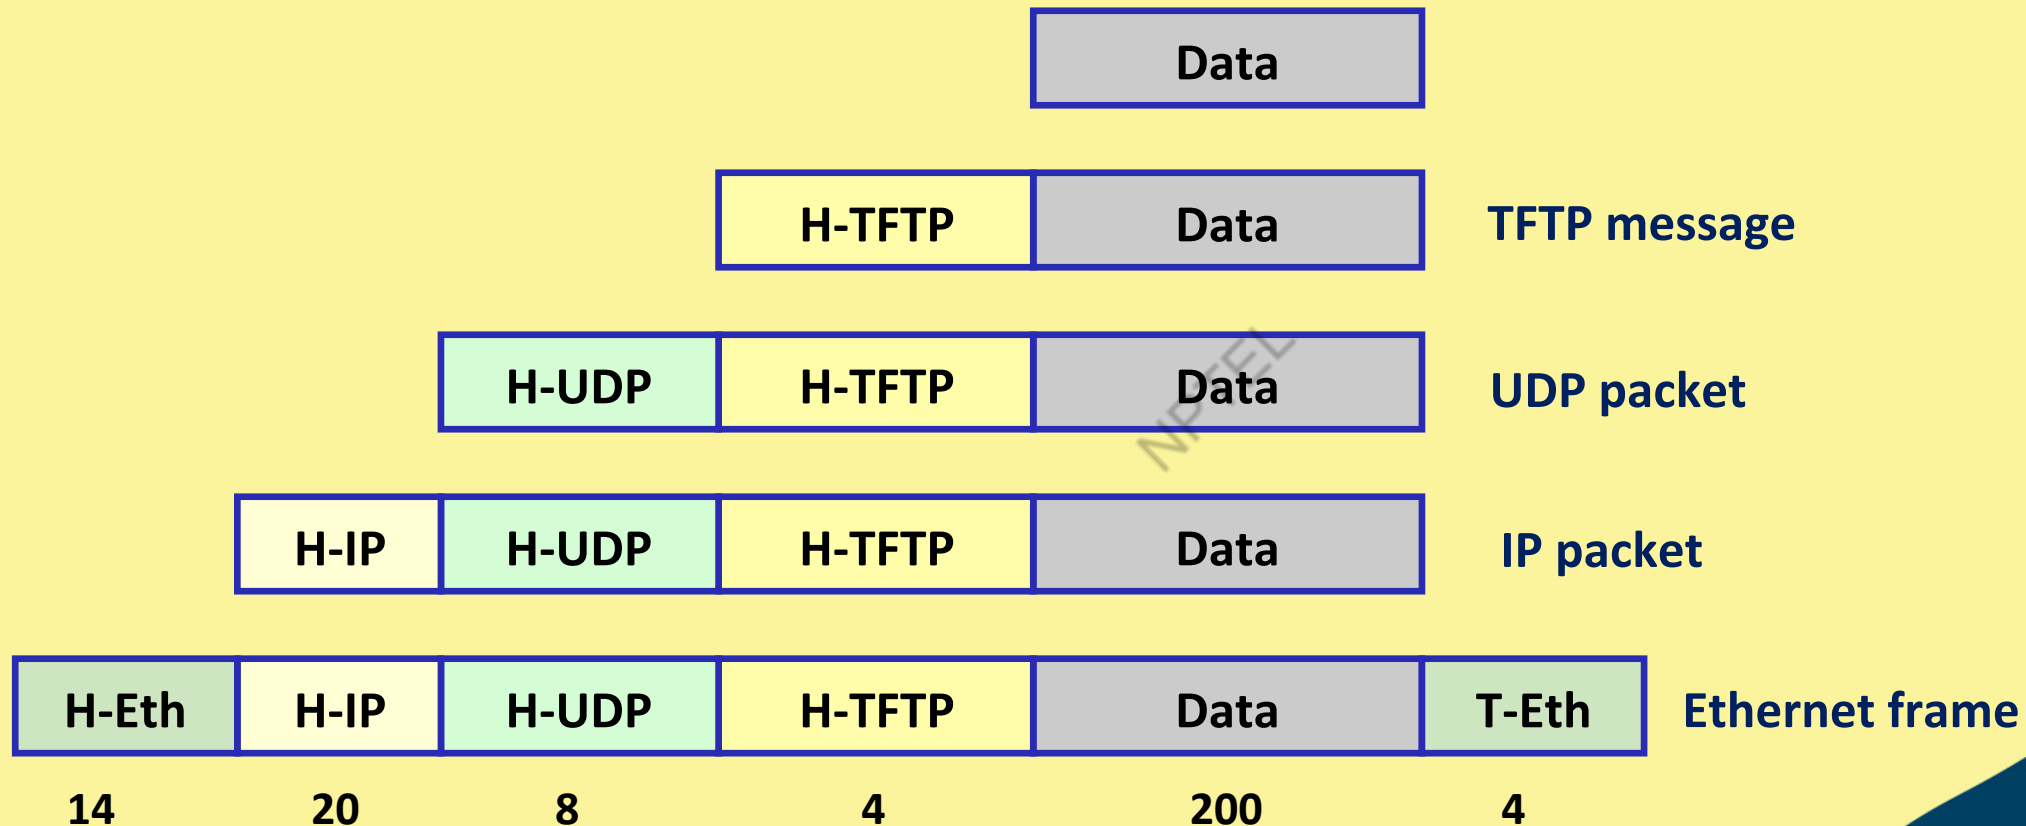 Data
H-TFTP Data TFTP message
H-UDP H-TFTP Data UDP packet
NPTEL
H-IP H-UDP H-TFTP Data IP packet
H-Eth H-IP H-UDP H-TFTP Data T-Eth Ethernet frame
14 20 8 4 200 4